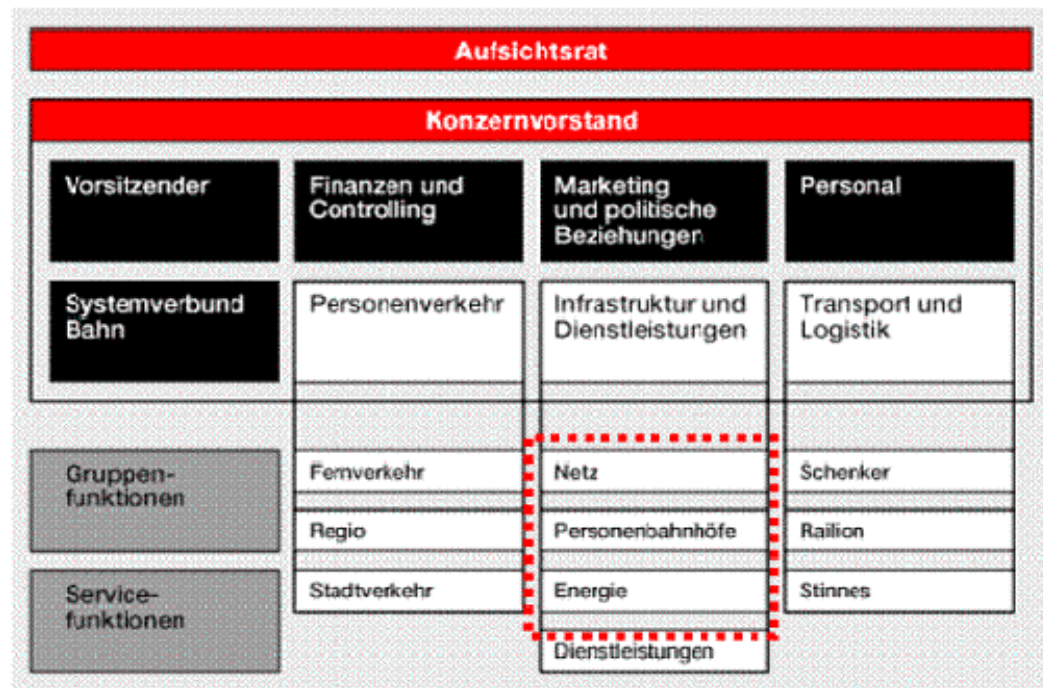 Aufsichtsrat
Konzernvorstand
Vorsitzender
Finanzen und
Controlling
Marketing
und politische
Beziehungen
Personal
Systemverbund
Bahn
Personenverkehr
Infrastruktur und
Dienstleistungen
Transport und
Logistik
Gruppen-
funktionen
Fernverkehr
Netz
Schenker
Regio
Personenbahnhöfe
Railion
Service-
funktionen
Stadtverkehr
Energie
Stinnes
Dienstleistungen